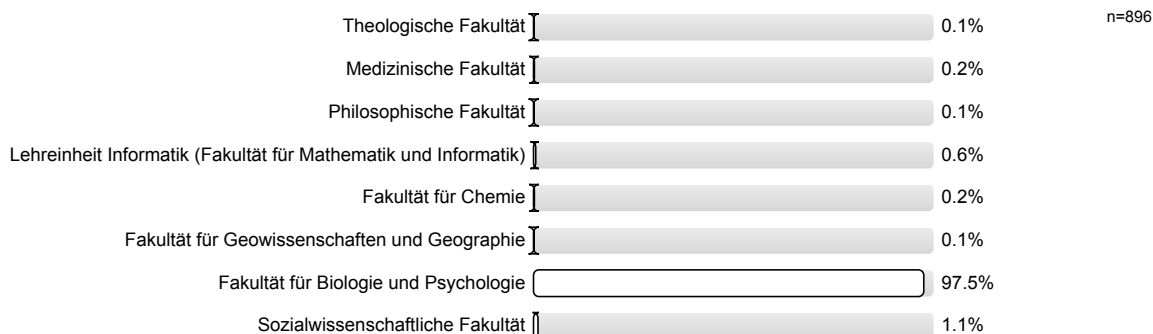 Theologische Fakultät 0.1% n=896
Medizinische Fakultät 0.2%
Philosophische Fakultät 0.1%
Lehreinheit Informatik (Fakultät für Mathematik und Informatik) 0.6%
Fakultät für Chemie 0.2%
Fakultät für Geowissenschaften und Geographie 0.1%
Fakultät für Biologie und Psychologie 97.5%
Sozialwissenschaftliche Fakultät 1.1%